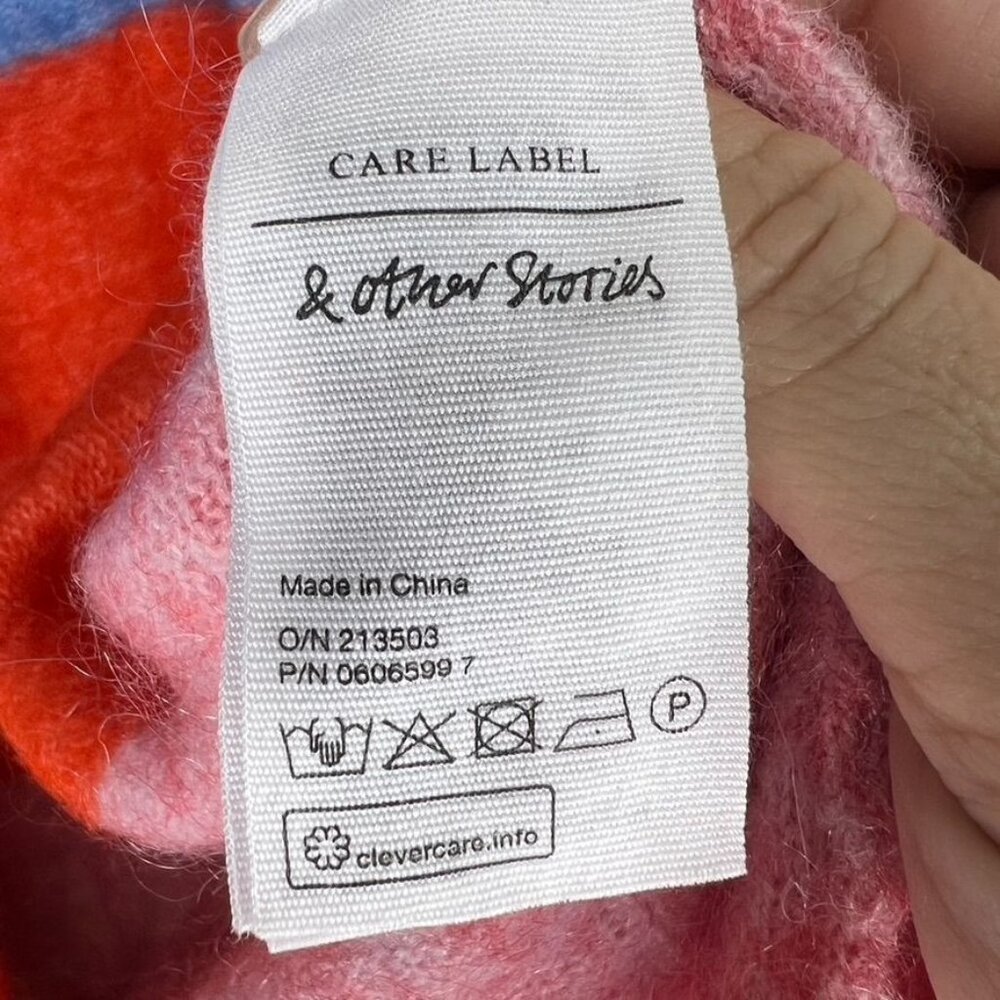 CARE LABEL
& other Stories
Made in China
O/N 213503
P/N 0606599 7
P
clevercare.info